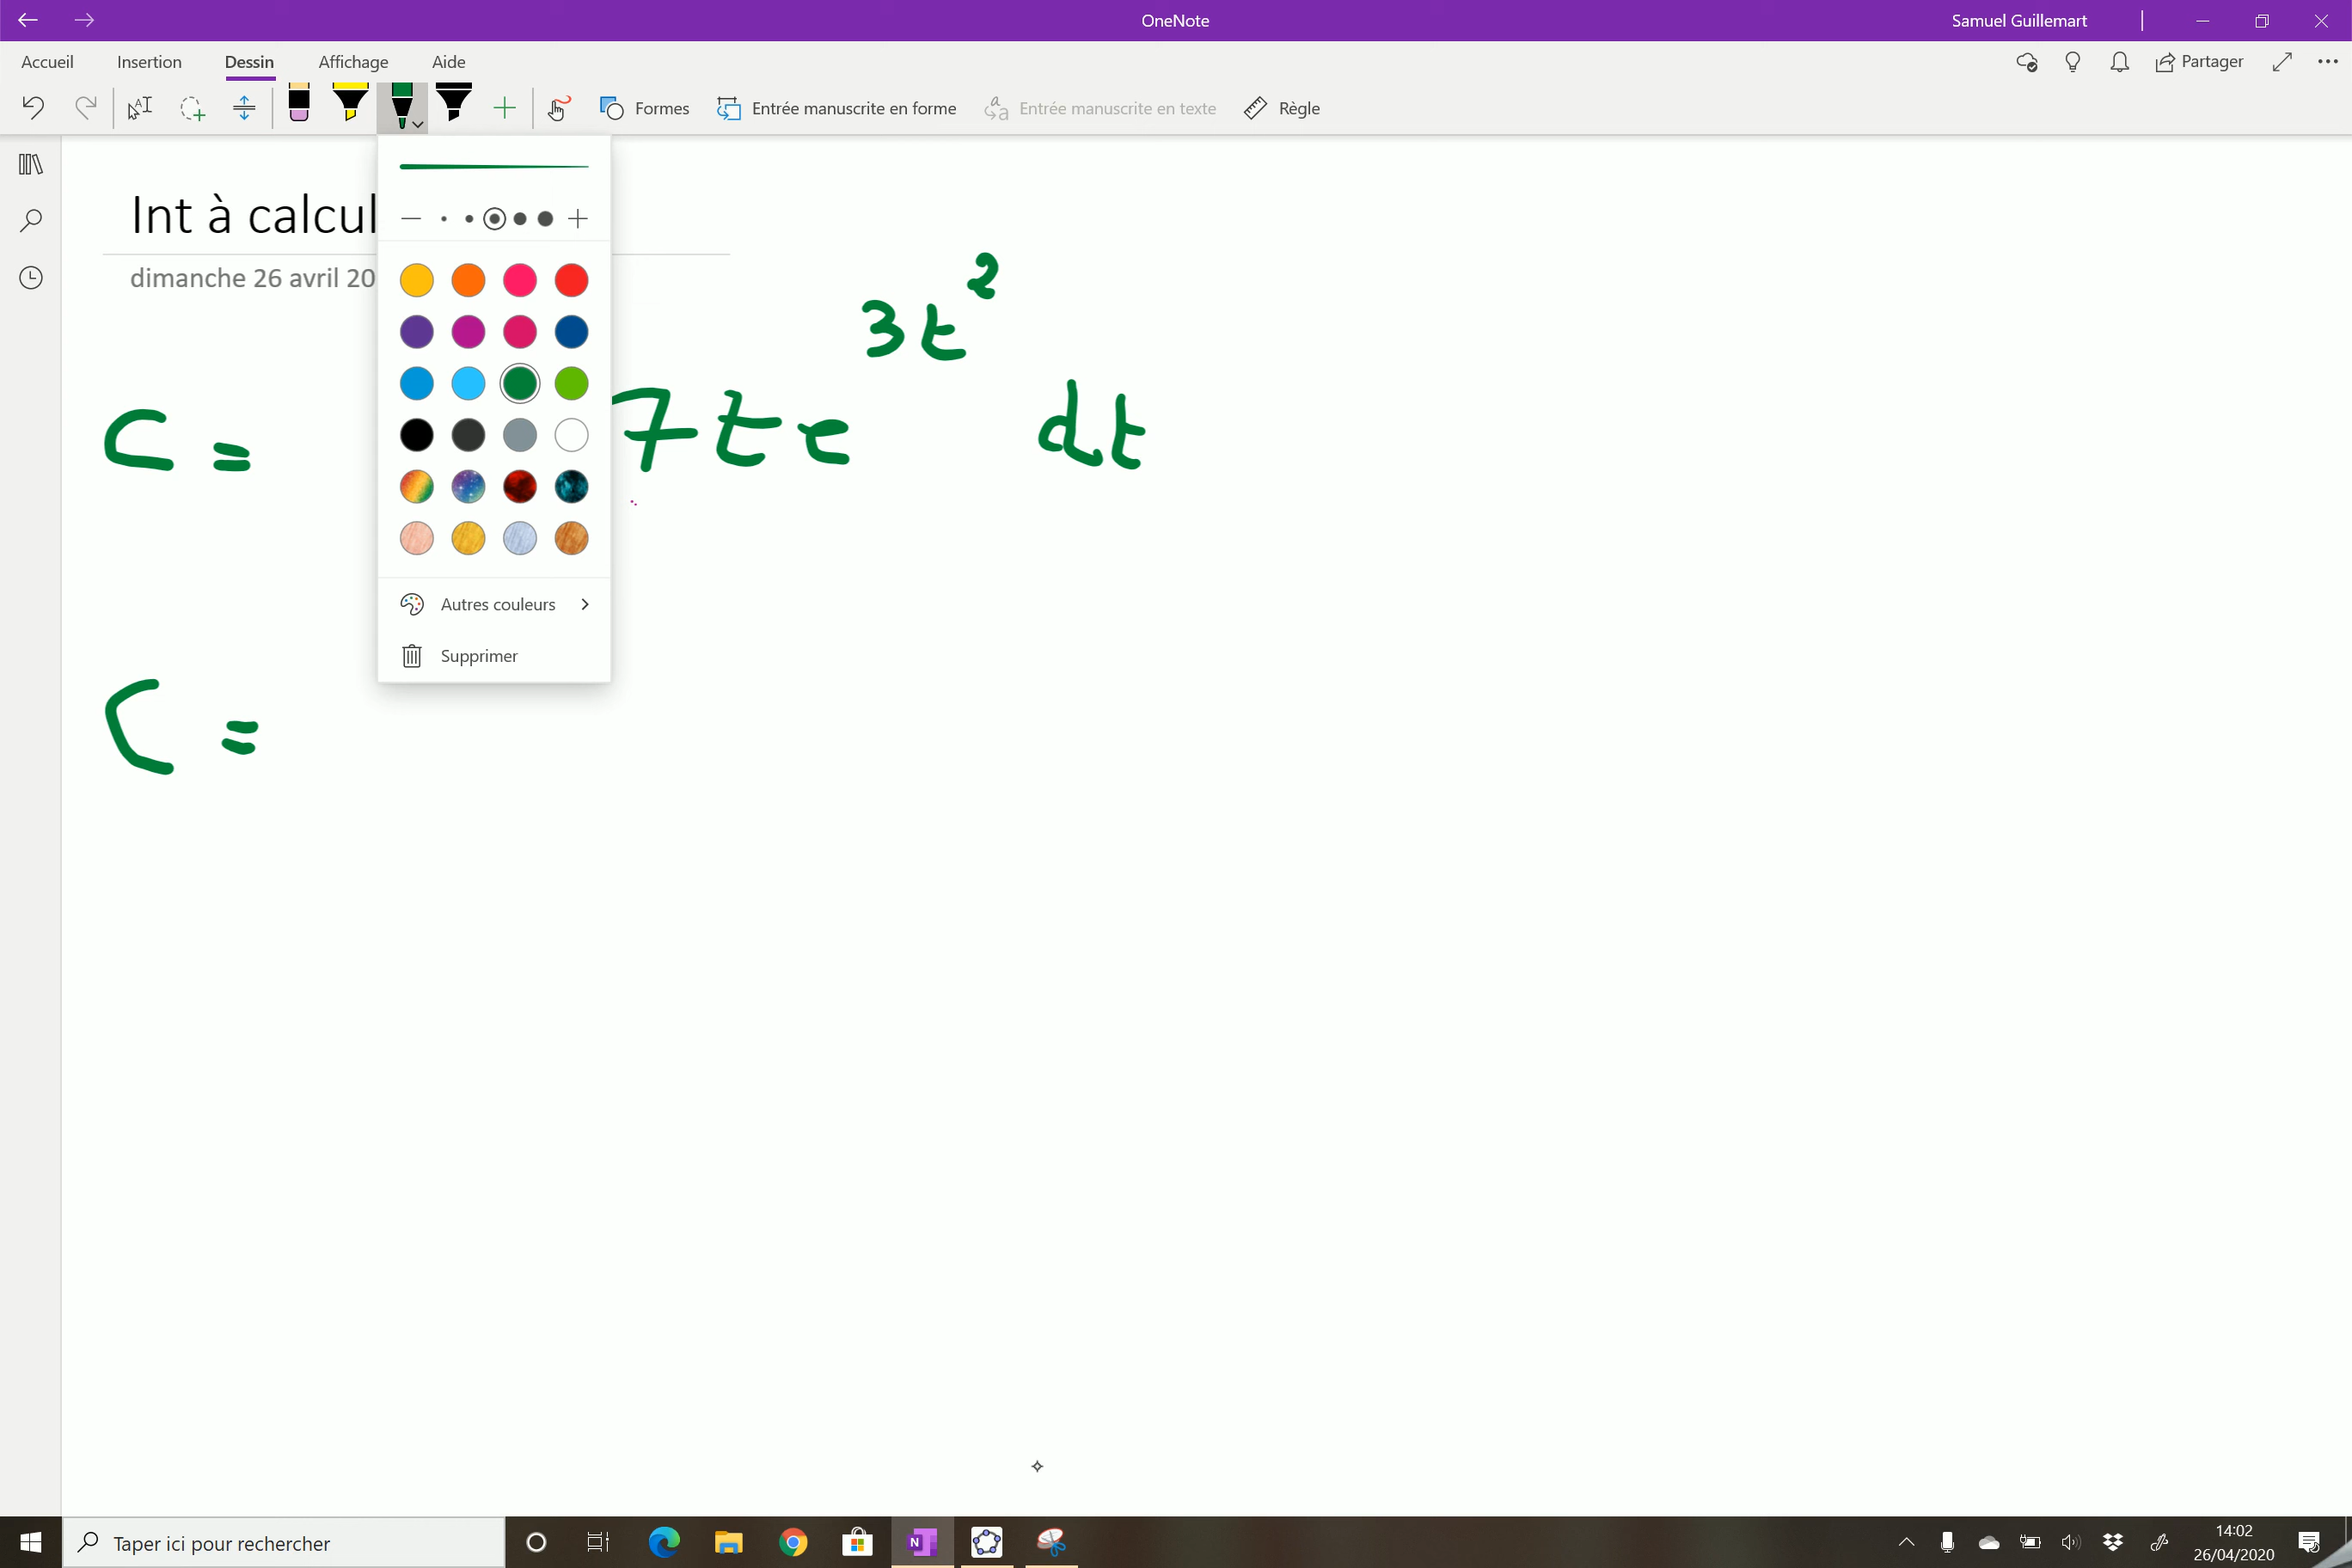 OneNote
Samuel Guillemart
Accueil Insertion Dessin Affichage Aide
Partager
Formes Entrée manuscrite en forme Entrée manuscrite en texte Règle
Int à calcul
dimanche 26 avril 20
3t²
C = 7te dt
Autres couleurs
Supprimer
C =
Taper ici pour rechercher
14:02
26/04/2020